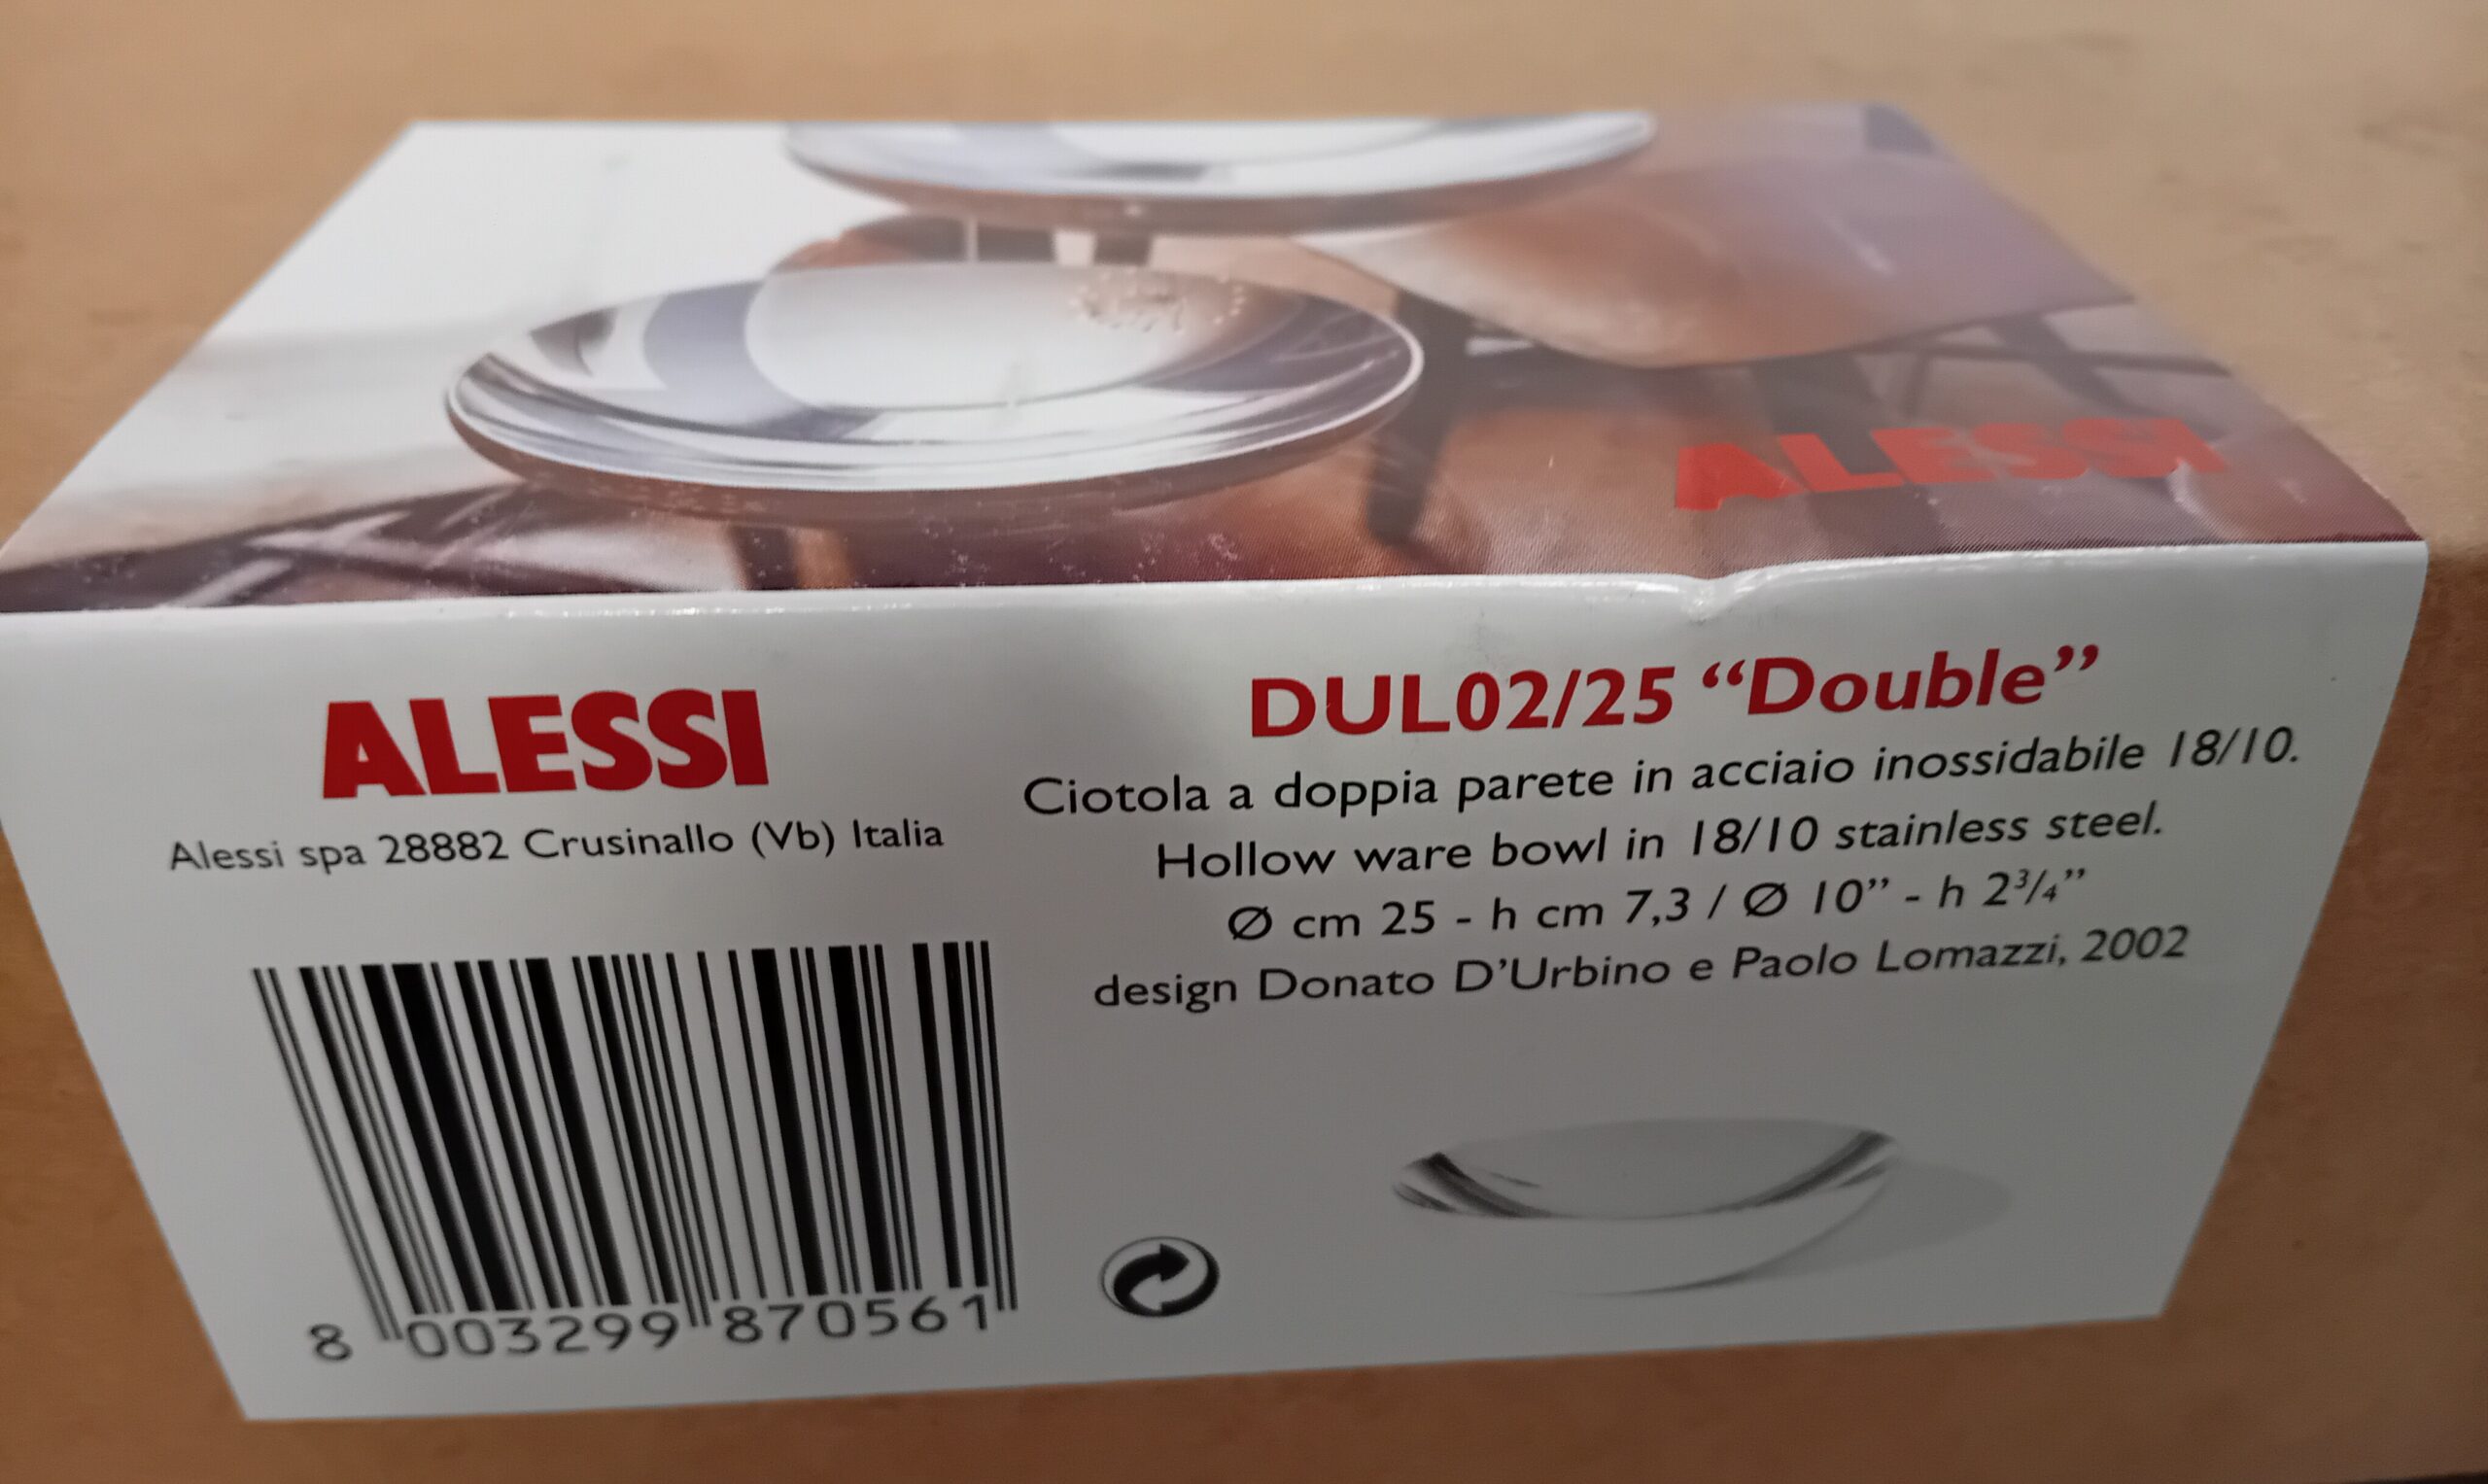 ALESSI
ALESSI
Alessi spa 28882 Crusinallo (Vb) Italia
8 003299 870561
DUL02/25 “Double”
Ciotola a doppia parete in acciaio inossidabile 18/10.
Hollow ware bowl in 18/10 stainless steel.
Ø cm 25 - h cm 7,3 / Ø 10” - h 2¾”
design Donato D’Urbino e Paolo Lomazzi, 2002